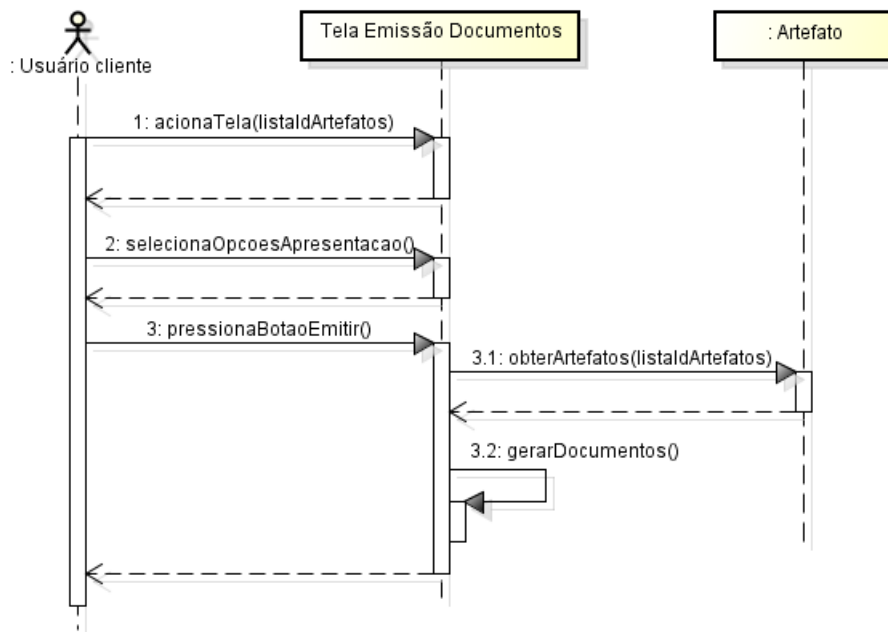 Tela Emissão Documentos
: Artefato
: Usuário cliente
1: acionaTela(listaIdArtefatos)
2: selecionaOpcoesApresentacao()
3: pressionaBotaoEmitir()
3.1: obterArtefatos(listaIdArtefatos)
3.2: gerarDocumentos()